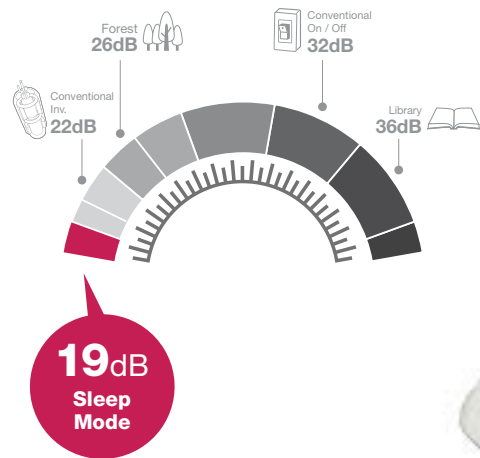 Forest
26dB
Conventional
On / Off
32dB
Conventional
Inv.
22dB
Library
36dB
19dB
Sleep
Mode